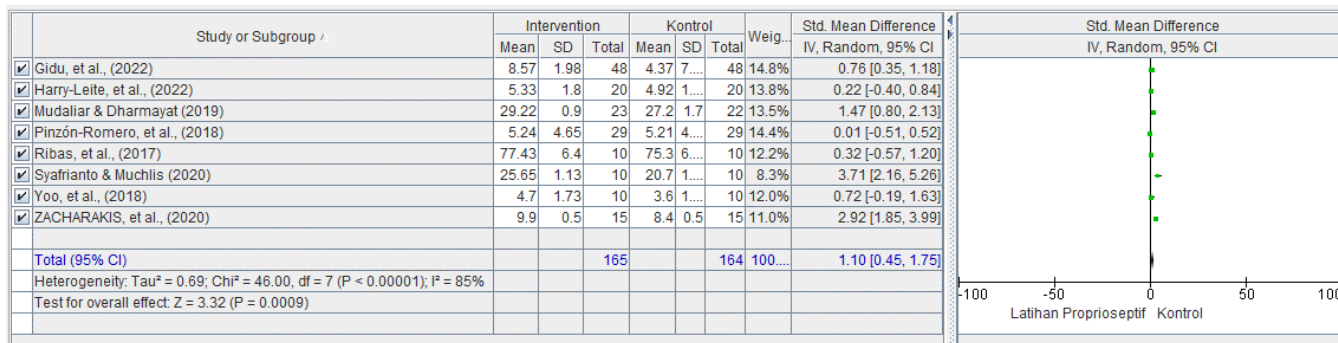 Study or Subgroup Intervention Kontrol Weig... Std. Mean Difference Std. Mean Difference
Mean SD Total Mean SD Total IV, Random, 95% CI IV, Random, 95% CI
Gidu, et al., (2022) 8.57 1.98 48 4.37 7.... 48 14.8% 0.76 [0.35, 1.18]
Harry-Leite, et al., (2022) 5.33 1.8 20 4.92 1.... 20 13.8% 0.22 [-0.40, 0.84]
Mudaliar & Dharmayat (2019) 29.22 0.9 23 27.2 1.7 22 13.5% 1.47 [0.80, 2.13]
Pinzón-Romero, et al., (2018) 5.24 4.65 29 5.21 4.... 29 14.4% 0.01 [-0.51, 0.52]
Ribas, et al., (2017) 77.43 6.4 10 75.3 6.... 10 12.2% 0.32 [-0.57, 1.20]
Syafrianto & Muchlis (2020) 25.65 1.13 10 20.7 1.... 10 8.3% 3.71 [2.16, 5.26]
Yoo, et al., (2018) 4.7 1.73 10 3.6 1.... 10 12.0% 0.72 [-0.19, 1.63]
ZACHARAKIS, et al., (2020) 9.9 0.5 15 8.4 0.5 15 11.0% 2.92 [1.85, 3.99]
Total (95% CI) 165 164 100.... 1.10 [0.45, 1.75]
Heterogeneity: Tau² = 0.69; Chi² = 46.00, df = 7 (P < 0.00001); I² = 85%
Test for overall effect: Z = 3.32 (P = 0.0009)
-100 -50 0 50 100
Latihan Proprioseptif Kontrol